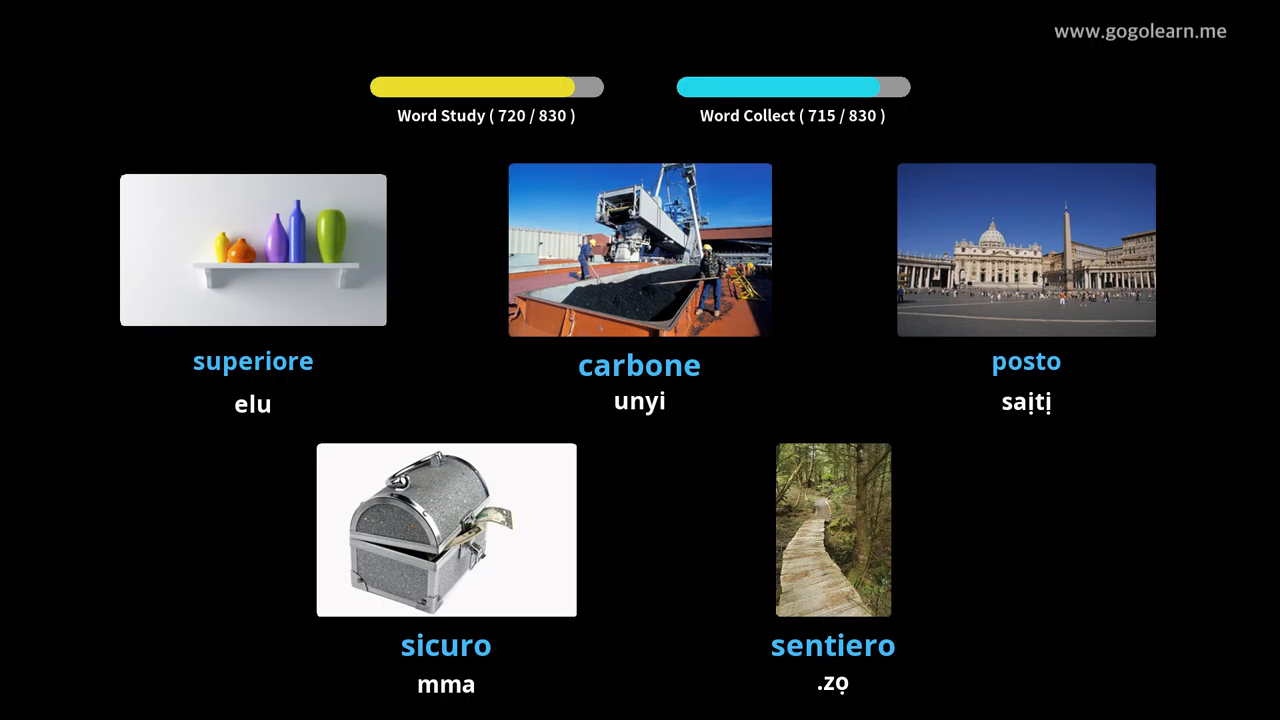 www.gogolearn.me
Word Study ( 720 / 830 )
Word Collect ( 715 / 830 )
superiore
elu
carbone
unyi
posto
saịtị
sicuro
mma
sentiero
.zọ